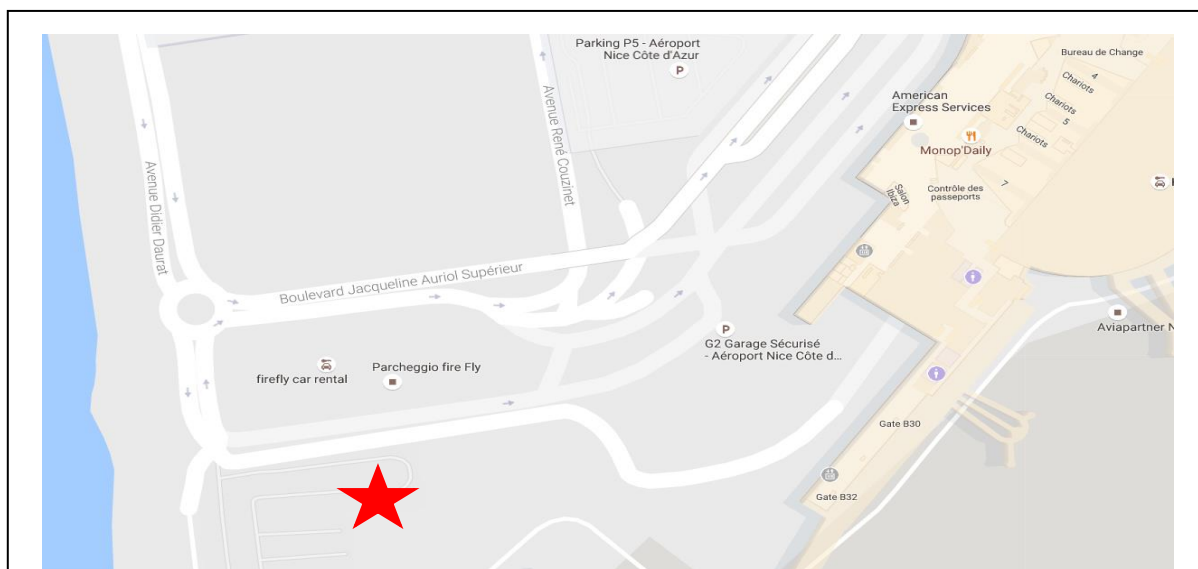 Parking P5 - Aéroport
Nice Côte d'Azur
Bureau de Change
4
Chariots
American
Express Services
Chariots
5
Chariots
Monop'Daily
Avenue René Couzinet
Avenue Didier Daurat
Salon
Ibiza
Contrôle des
passeports
7
Boulevard Jacqueline Auriol Supérieur
G2 Garage Sécurisé
- Aéroport Nice Côte d...
Aviapartner N
firefly car rental
Parcheggio fire Fly
Gate B30
Gate B32
P
P